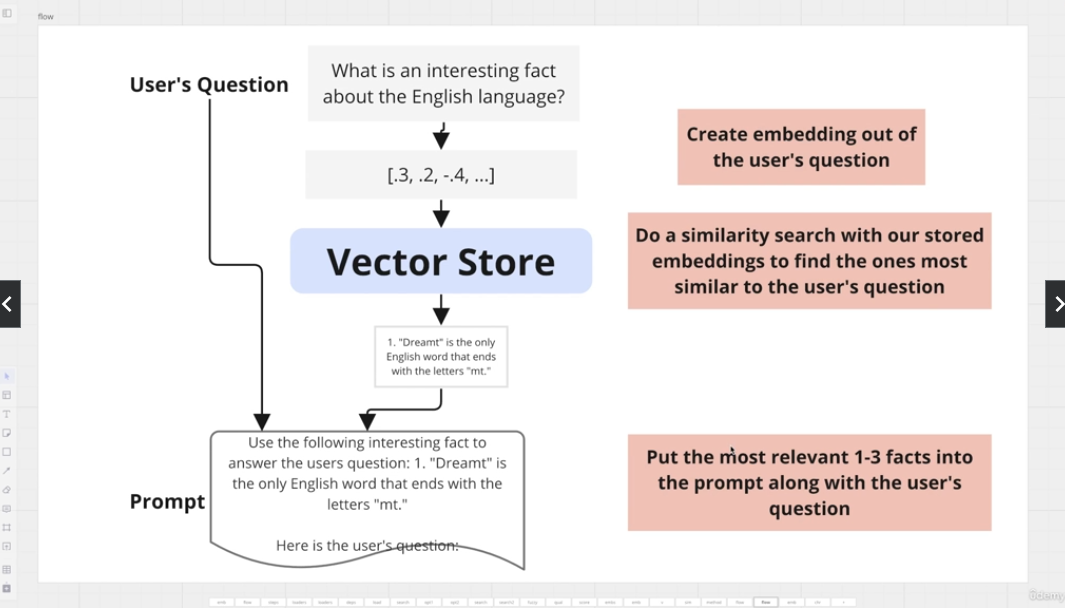 flow
User's Question
What is an interesting fact
about the English language?
[.3, .2, -.4, ...]
Vector Store
1. "Dreamt" is the only
English word that ends
with the letters "mt."
Prompt
Use the following interesting fact to
answer the users question: 1. "Dreamt" is
the only English word that ends with the
letters "mt."
Here is the user's question:
Create embedding out of
the user's question
Do a similarity search with our stored
embeddings to find the ones most
similar to the user's question
Put the most relevant 1-3 facts into
the prompt along with the user's
question
ûdemy